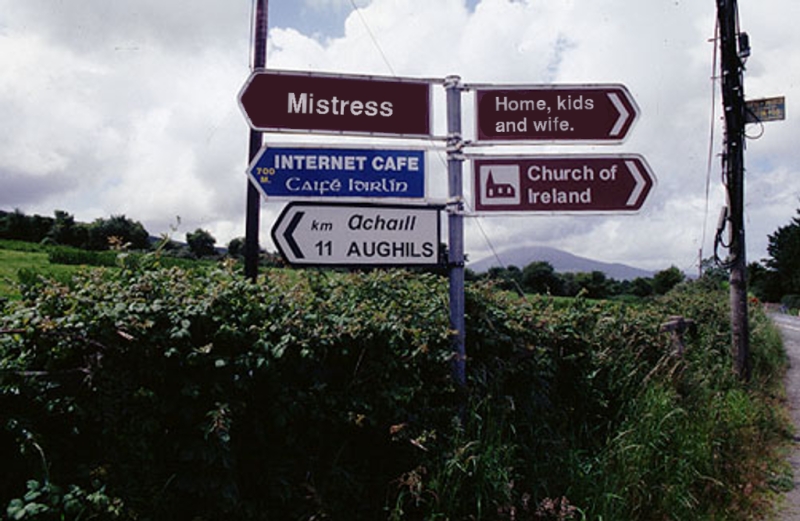 Mistress
Home, kids
and wife.
700
M.
INTERNET CAFE
Caifé Idirlín
Church of
Ireland
km achaill
11 AUGHILS